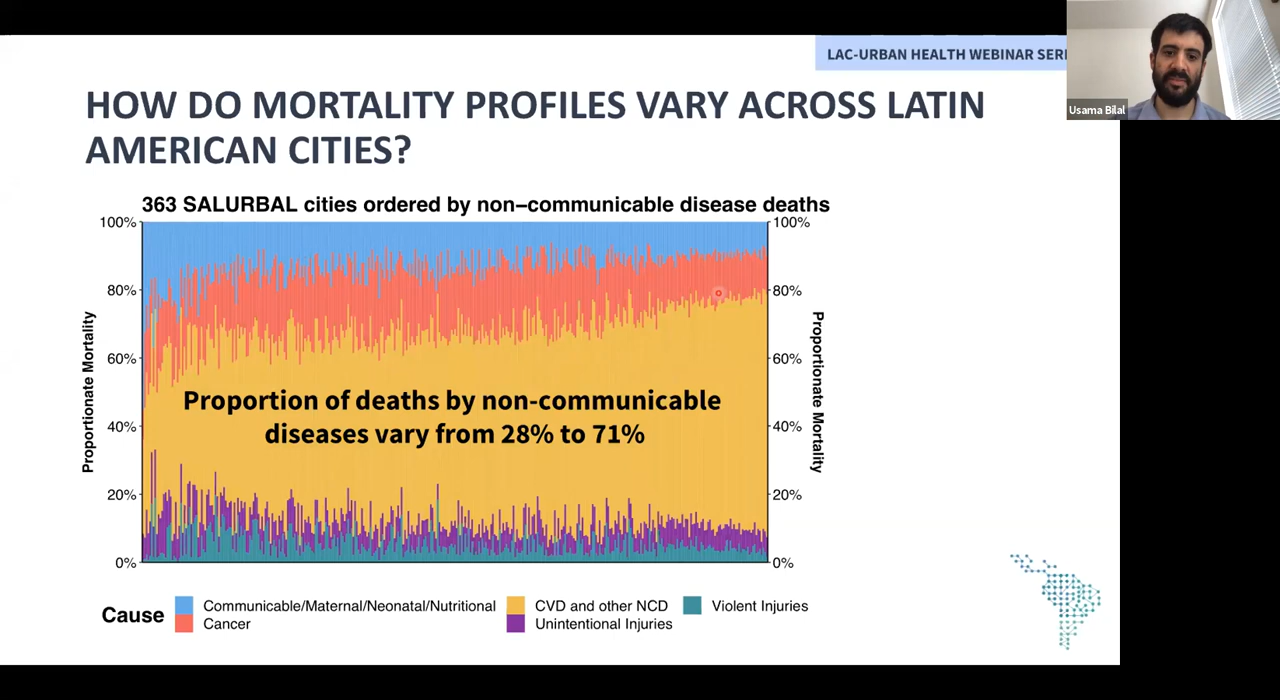 LAC-URBAN HEALTH WEBINAR SERI
Usama Bilal
HOW DO MORTALITY PROFILES VARY ACROSS LATIN
AMERICAN CITIES?
363 SALURBAL cities ordered by non−communicable disease deaths
100%
80%
60%
40%
20%
0%
Proportionate Mortality
Proportion of deaths by non-communicable
diseases vary from 28% to 71%
100%
80%
60%
40%
20%
0%
Proportionate Mortality
Cause
Communicable/Maternal/Neonatal/Nutritional
Cancer
CVD and other NCD
Unintentional Injuries
Violent Injuries